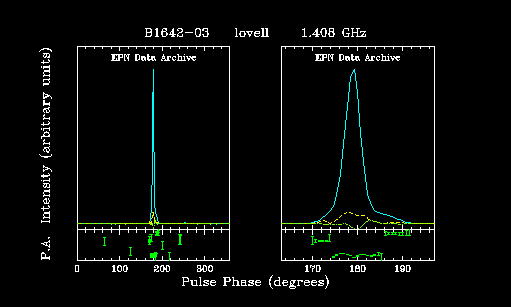 B1642-03 lovell 1.408 GHz
EPN Data Archive EPN Data Archive
P.A. Intensity (arbitrary units)
0 100 200 300 170 180 190
Pulse Phase (degrees)